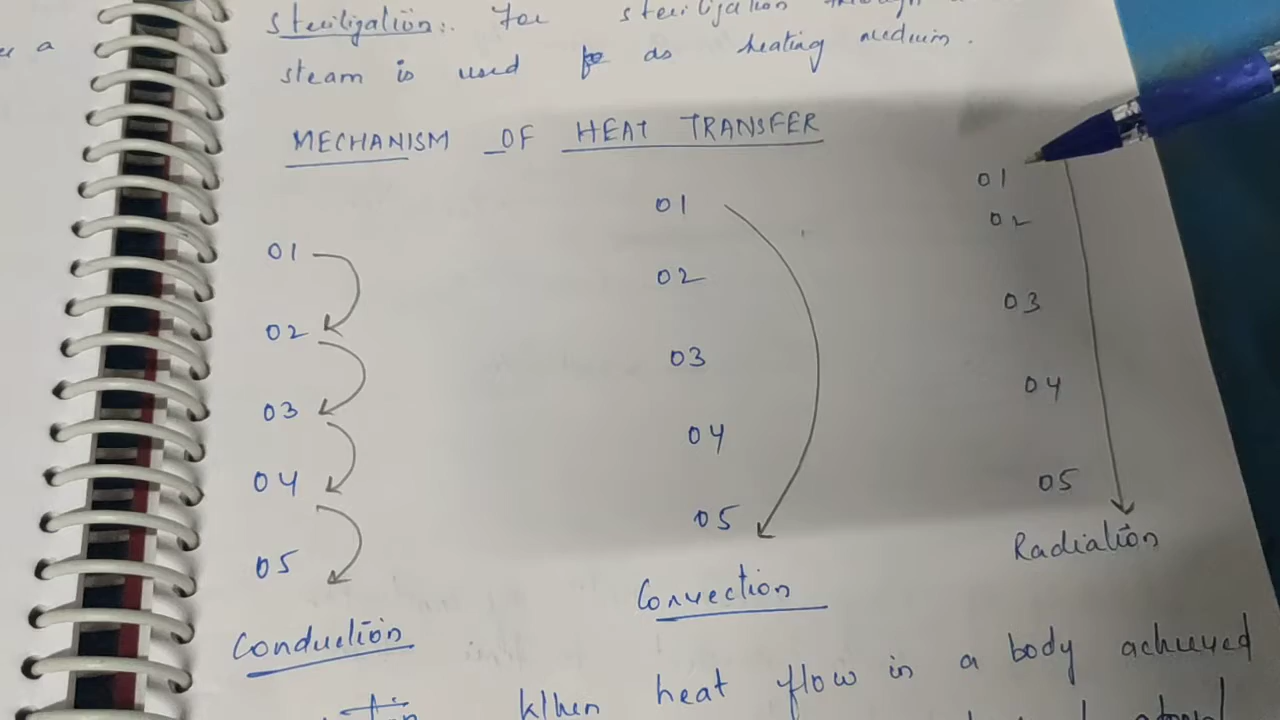 a
sterilization:. For sterilization
steam is used as heating medium.
MECHANISM OF HEAT TRANSFER
01
02
03
04
05
Conduction
01
02
03
04
05
Convection
01
02
03
04
05
Radiation
When heat flow in a body achieved